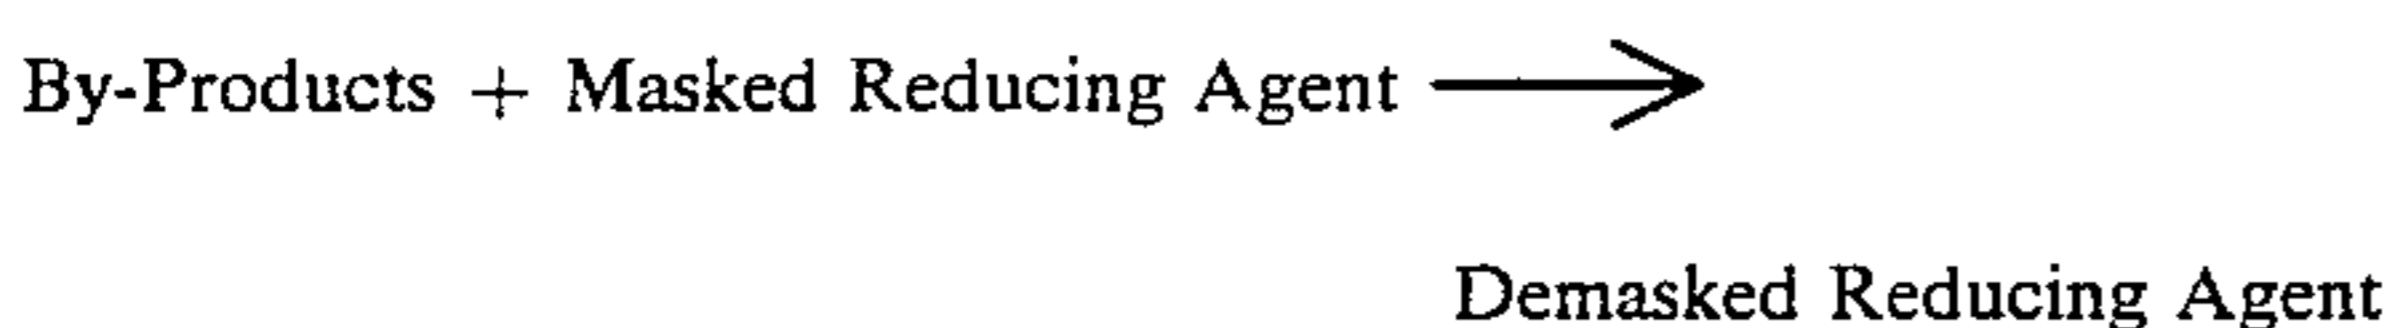 By-Products + Masked Reducing Agent ⟶
Demasked Reducing Agent